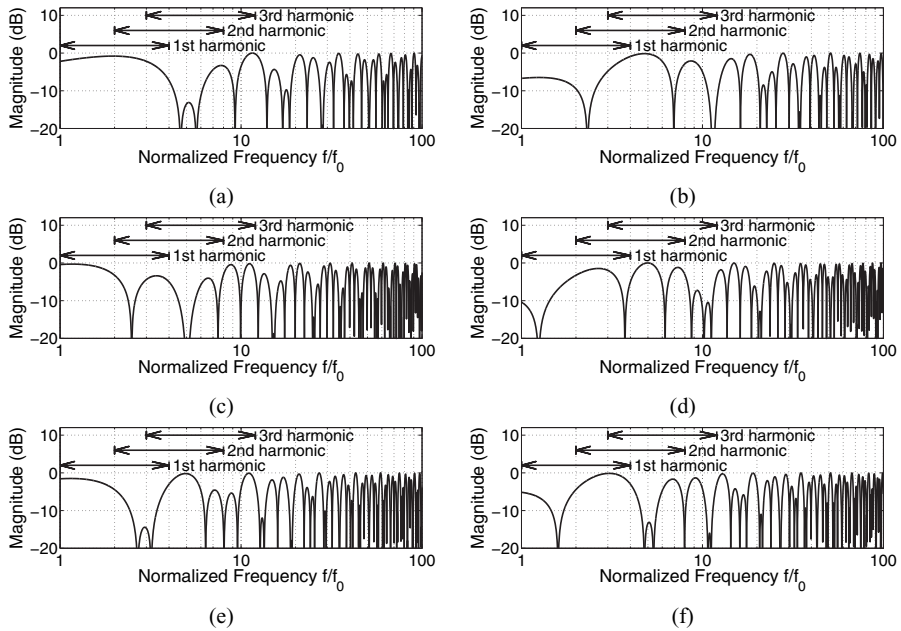 Magnitude (dB)
10
0
−10
−20
3rd harmonic
2nd harmonic
1st harmonic
1
10
100
Normalized Frequency f/f0
(a)
Magnitude (dB)
10
0
−10
−20
3rd harmonic
2nd harmonic
1st harmonic
1
10
100
Normalized Frequency f/f0
(b)
Magnitude (dB)
10
0
−10
−20
3rd harmonic
2nd harmonic
1st harmonic
1
10
100
Normalized Frequency f/f0
(c)
Magnitude (dB)
10
0
−10
−20
3rd harmonic
2nd harmonic
1st harmonic
1
10
100
Normalized Frequency f/f0
(d)
Magnitude (dB)
10
0
−10
−20
3rd harmonic
2nd harmonic
1st harmonic
1
10
100
Normalized Frequency f/f0
(e)
Magnitude (dB)
10
0
−10
−20
3rd harmonic
2nd harmonic
1st harmonic
1
10
100
Normalized Frequency f/f0
(f)